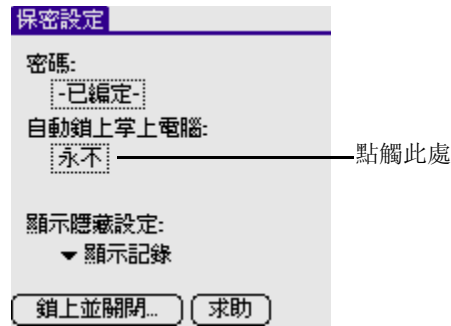 保密設定
密碼:
-已編定-
自動鎖上掌上電腦:
永不
點觸此處
顯示隱藏設定:
顯示記錄
鎖上並關閉...
求助